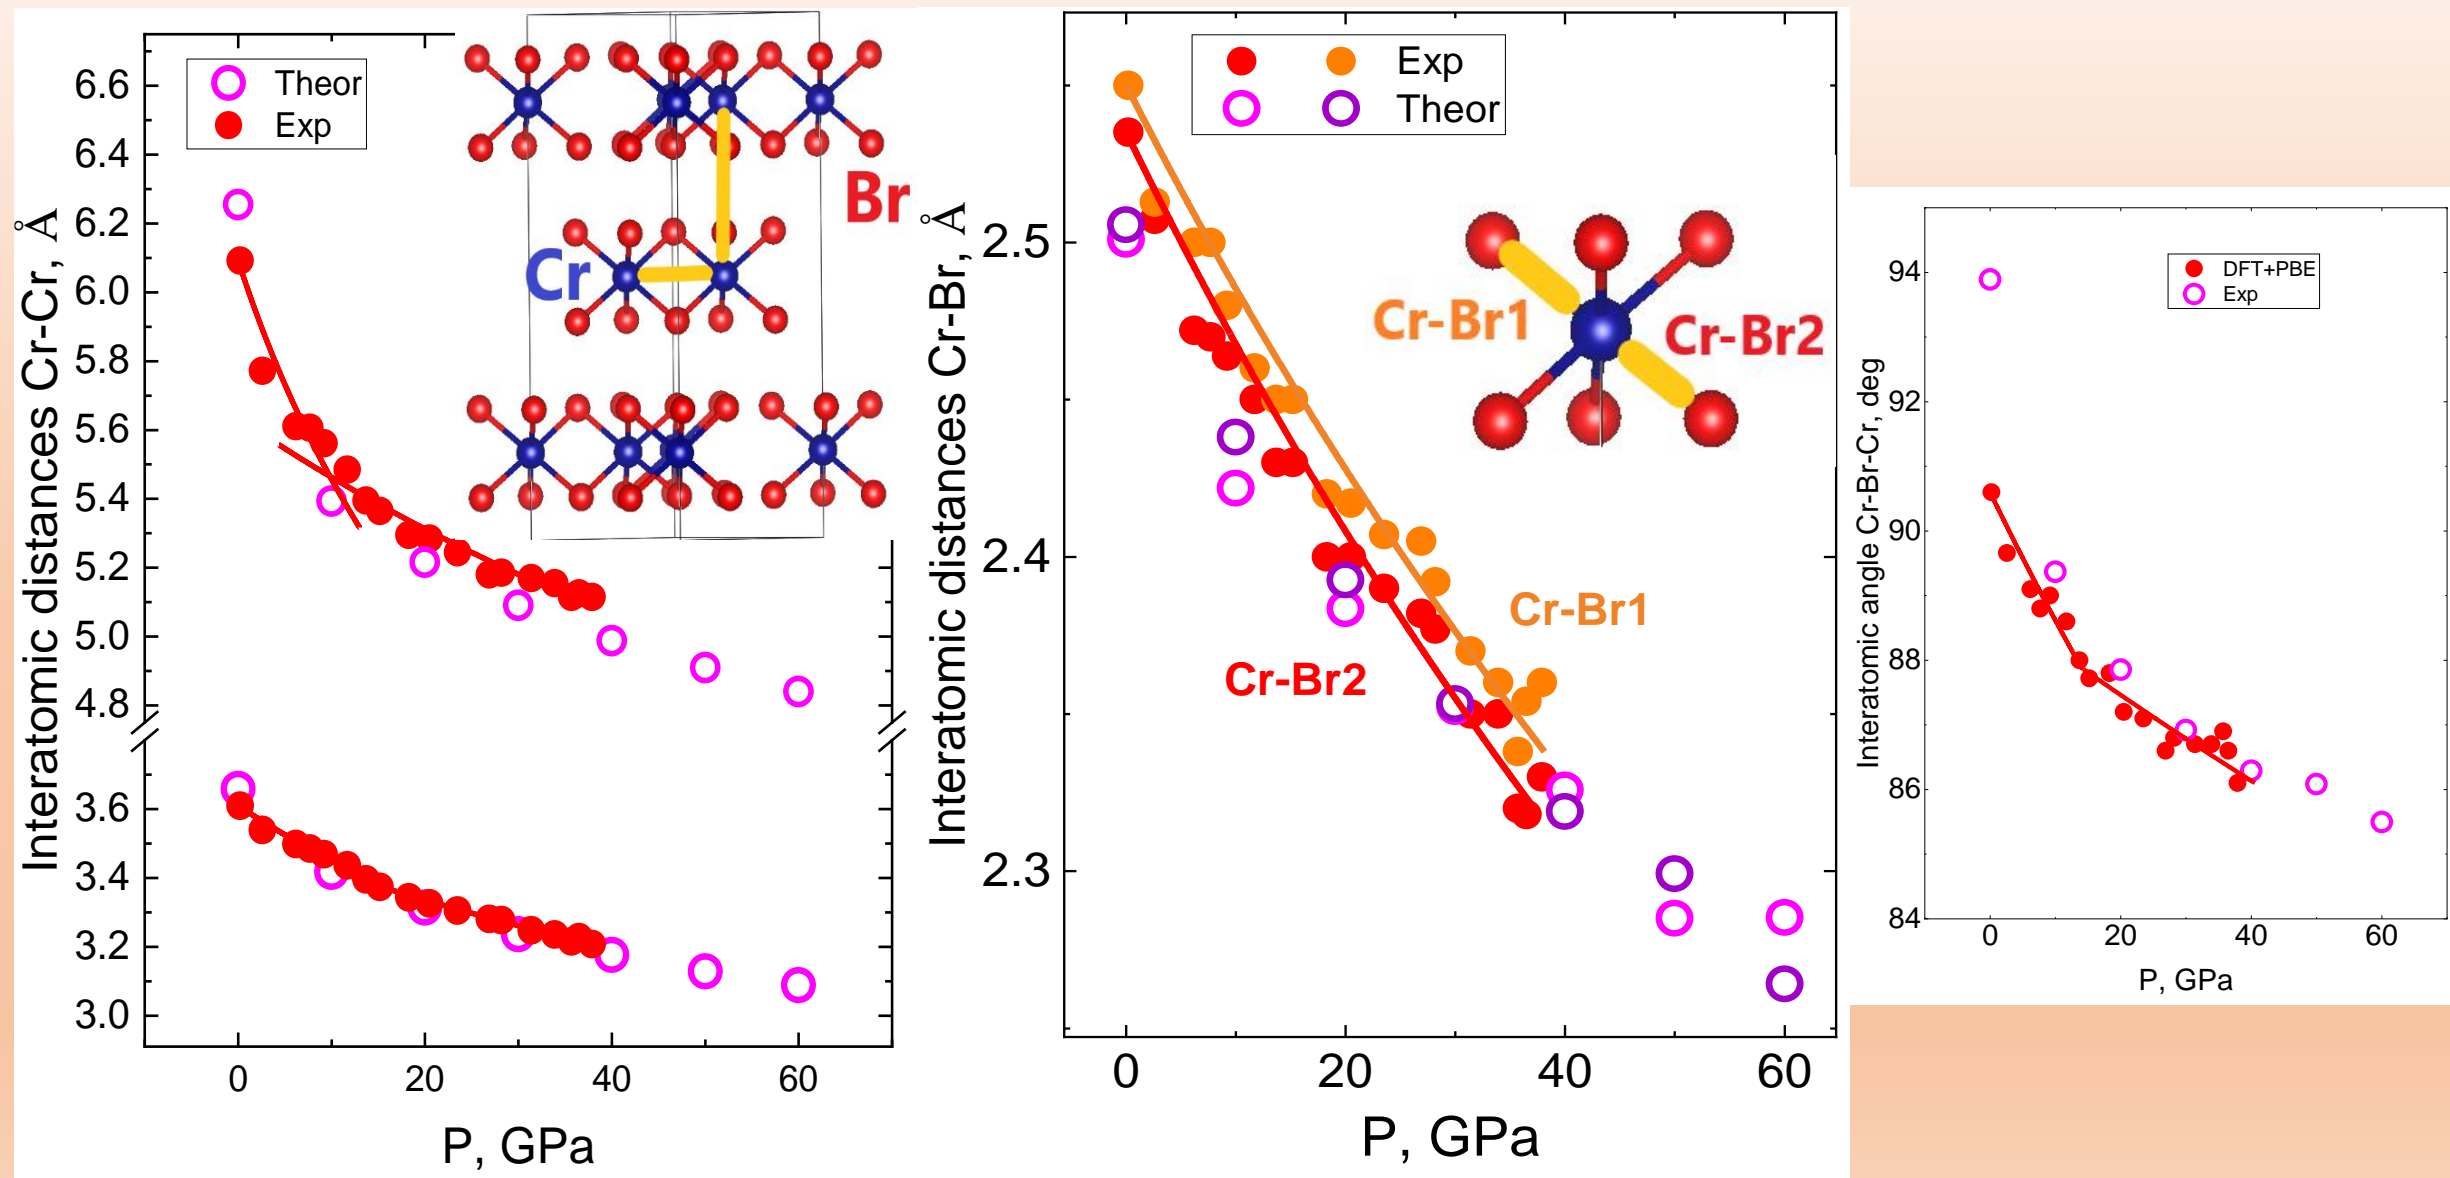 Interatomic distances Cr-Cr, Å
6.6
6.4
6.2
6.0
5.8
5.6
5.4
5.2
5.0
4.8
3.6
3.4
3.2
3.0
0
20
40
60
P, GPa
Theor
Exp
Br
Cr
Interatomic distances Cr-Br, Å
2.5
2.4
2.3
0
20
40
60
P, GPa
Exp
Theor
Cr-Br1
Cr-Br2
Cr-Br1
Cr-Br2
Interatomic angle Cr-Br-Cr, deg
94
92
90
88
86
84
0
20
40
60
P, GPa
DFT+PBE
Exp